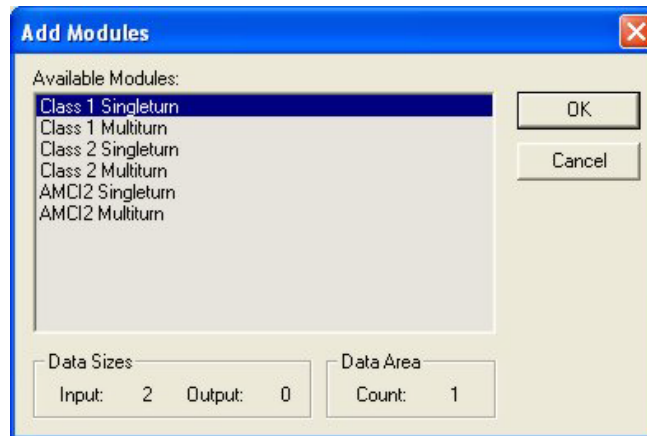 Add Modules
Available Modules:
Class 1 Singleturn
Class 1 Multiturn
Class 2 Singleturn
Class 2 Multiturn
AMCI2 Singleturn
AMCI2 Multiturn
OK
Cancel
Data Sizes
Input: 2 Output: 0
Data Area
Count: 1